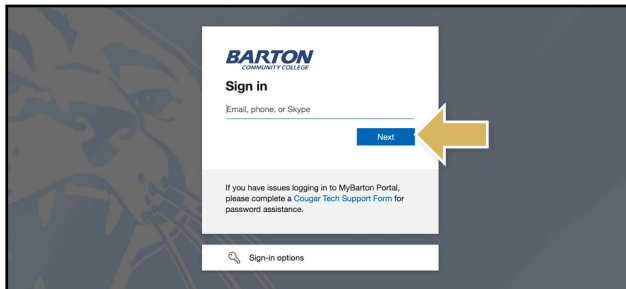 BARTON
COMMUNITY COLLEGE
Sign in
Email, phone, or Skype
Next
If you have issues logging in to MyBarton Portal,
please complete a Cougar Tech Support Form for
password assistance.
Sign-in options